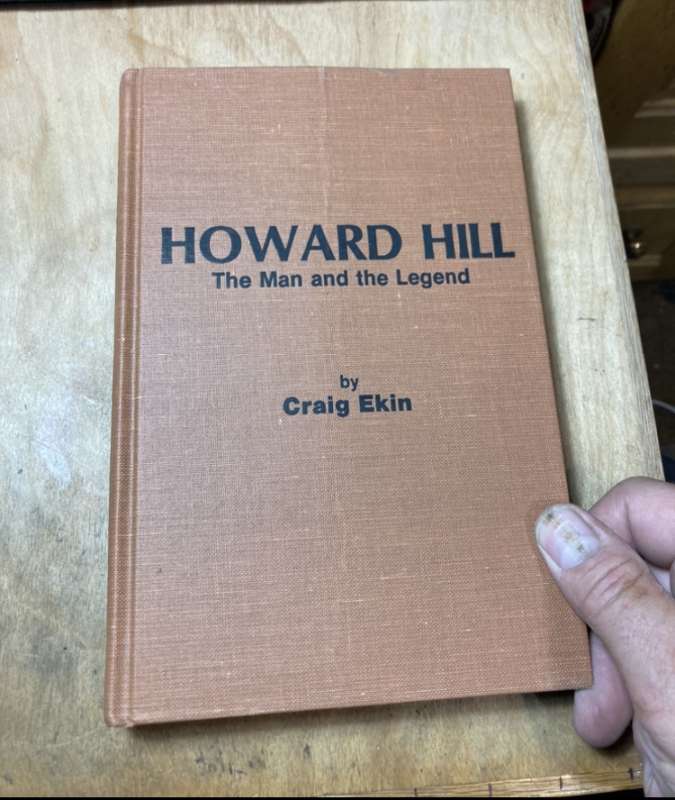 HOWARD HILL
The Man and the Legend
by
Craig Ekin